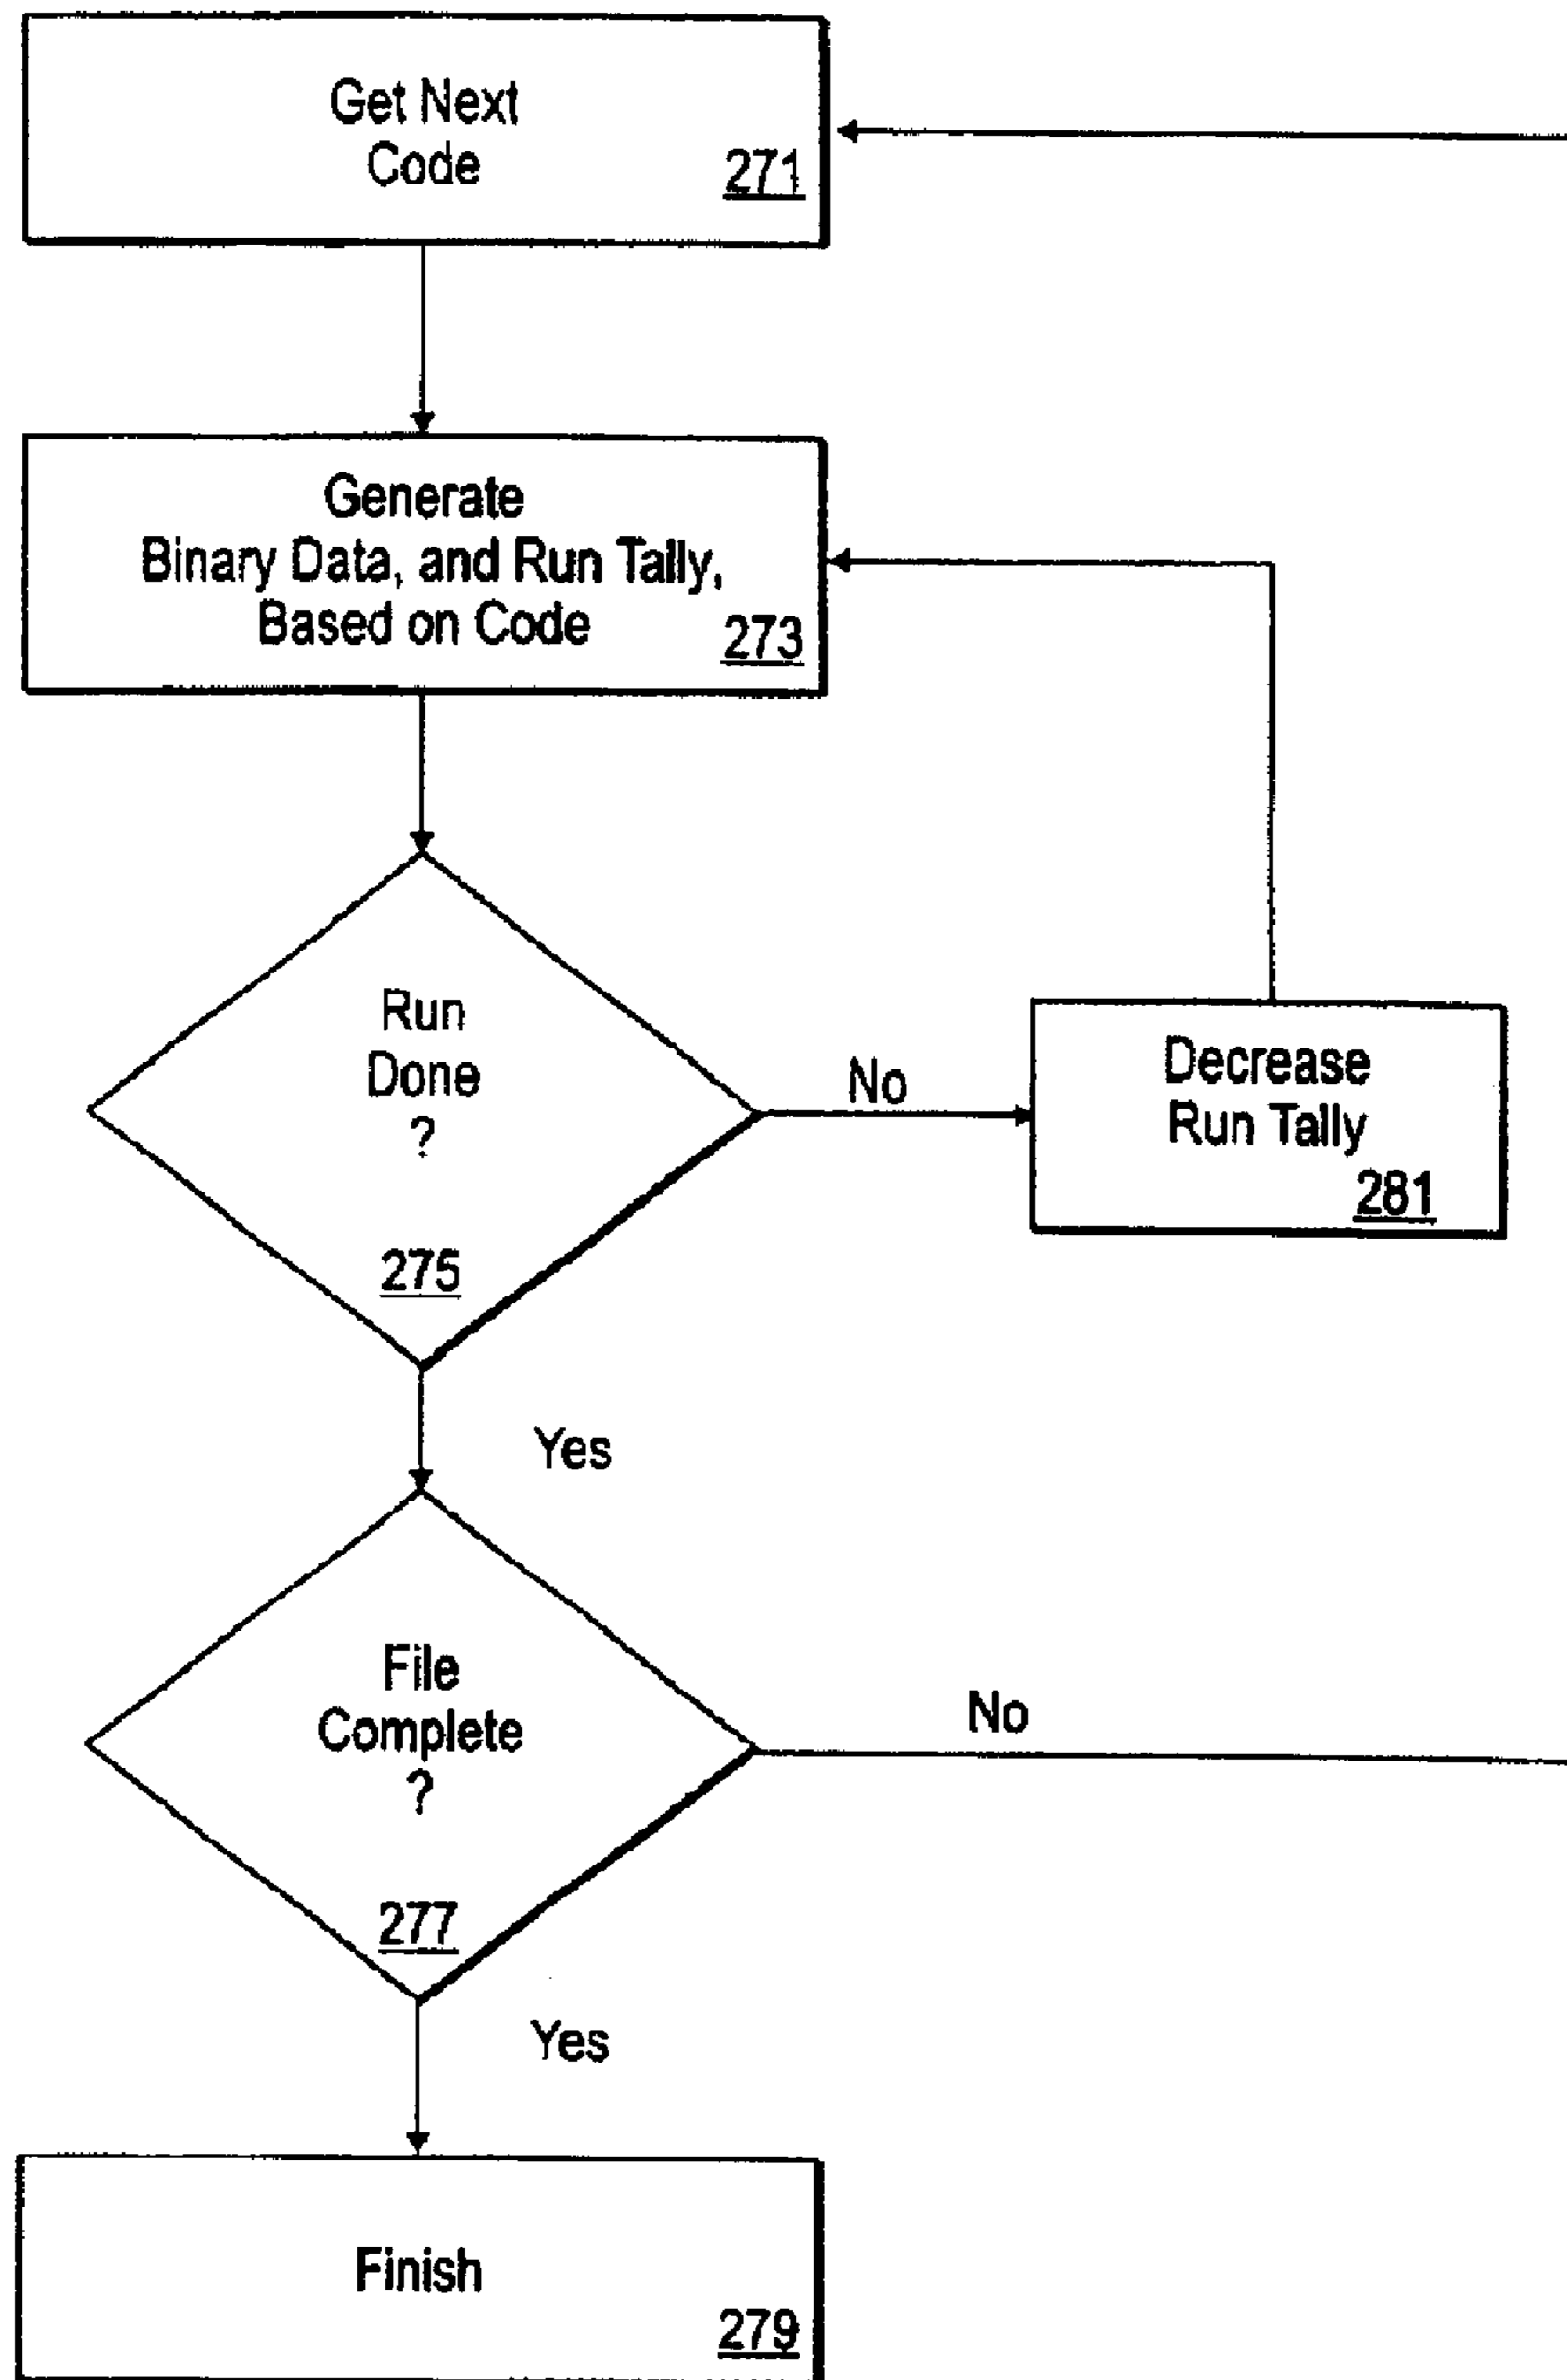 Get Next
Code
271
Generate
Binary Data, and Run Tally,
Based on Code
273
Run
Done
?
275
No
Decrease
Run Tally
281
Yes
File
Complete
?
277
No
Yes
Finish
279